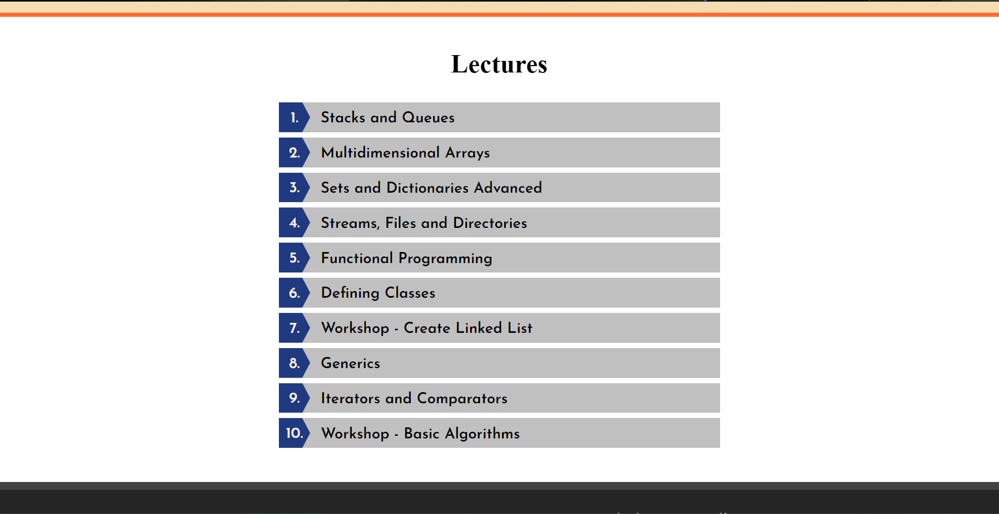 Lectures
1. Stacks and Queues
2. Multidimensional Arrays
3. Sets and Dictionaries Advanced
4. Streams, Files and Directories
5. Functional Programming
6. Defining Classes
7. Workshop - Create Linked List
8. Generics
9. Iterators and Comparators
10. Workshop - Basic Algorithms